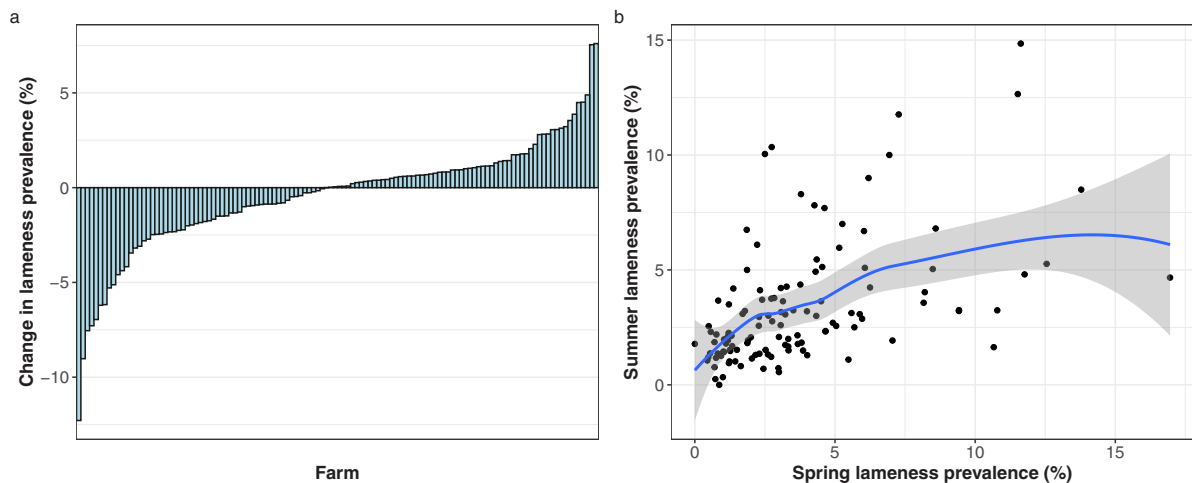 a
Change in lameness prevalence (%)
5
0
−5
−10
Farm
b
Summer lameness prevalence (%)
15
10
5
0
0 5 10 15
Spring lameness prevalence (%)